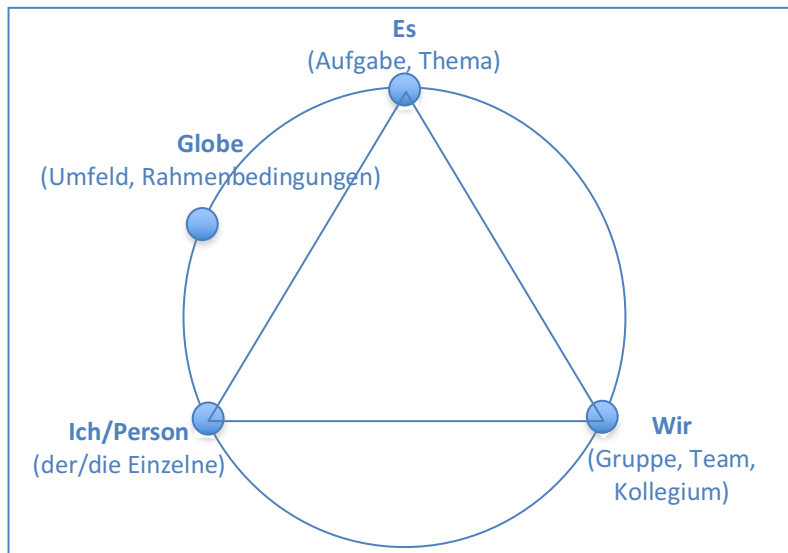 Es
(Aufgabe, Thema)
Globe
(Umfeld, Rahmenbedingungen)
Ich/Person
(der/die Einzelne)
Wir
(Gruppe, Team,
Kollegium)